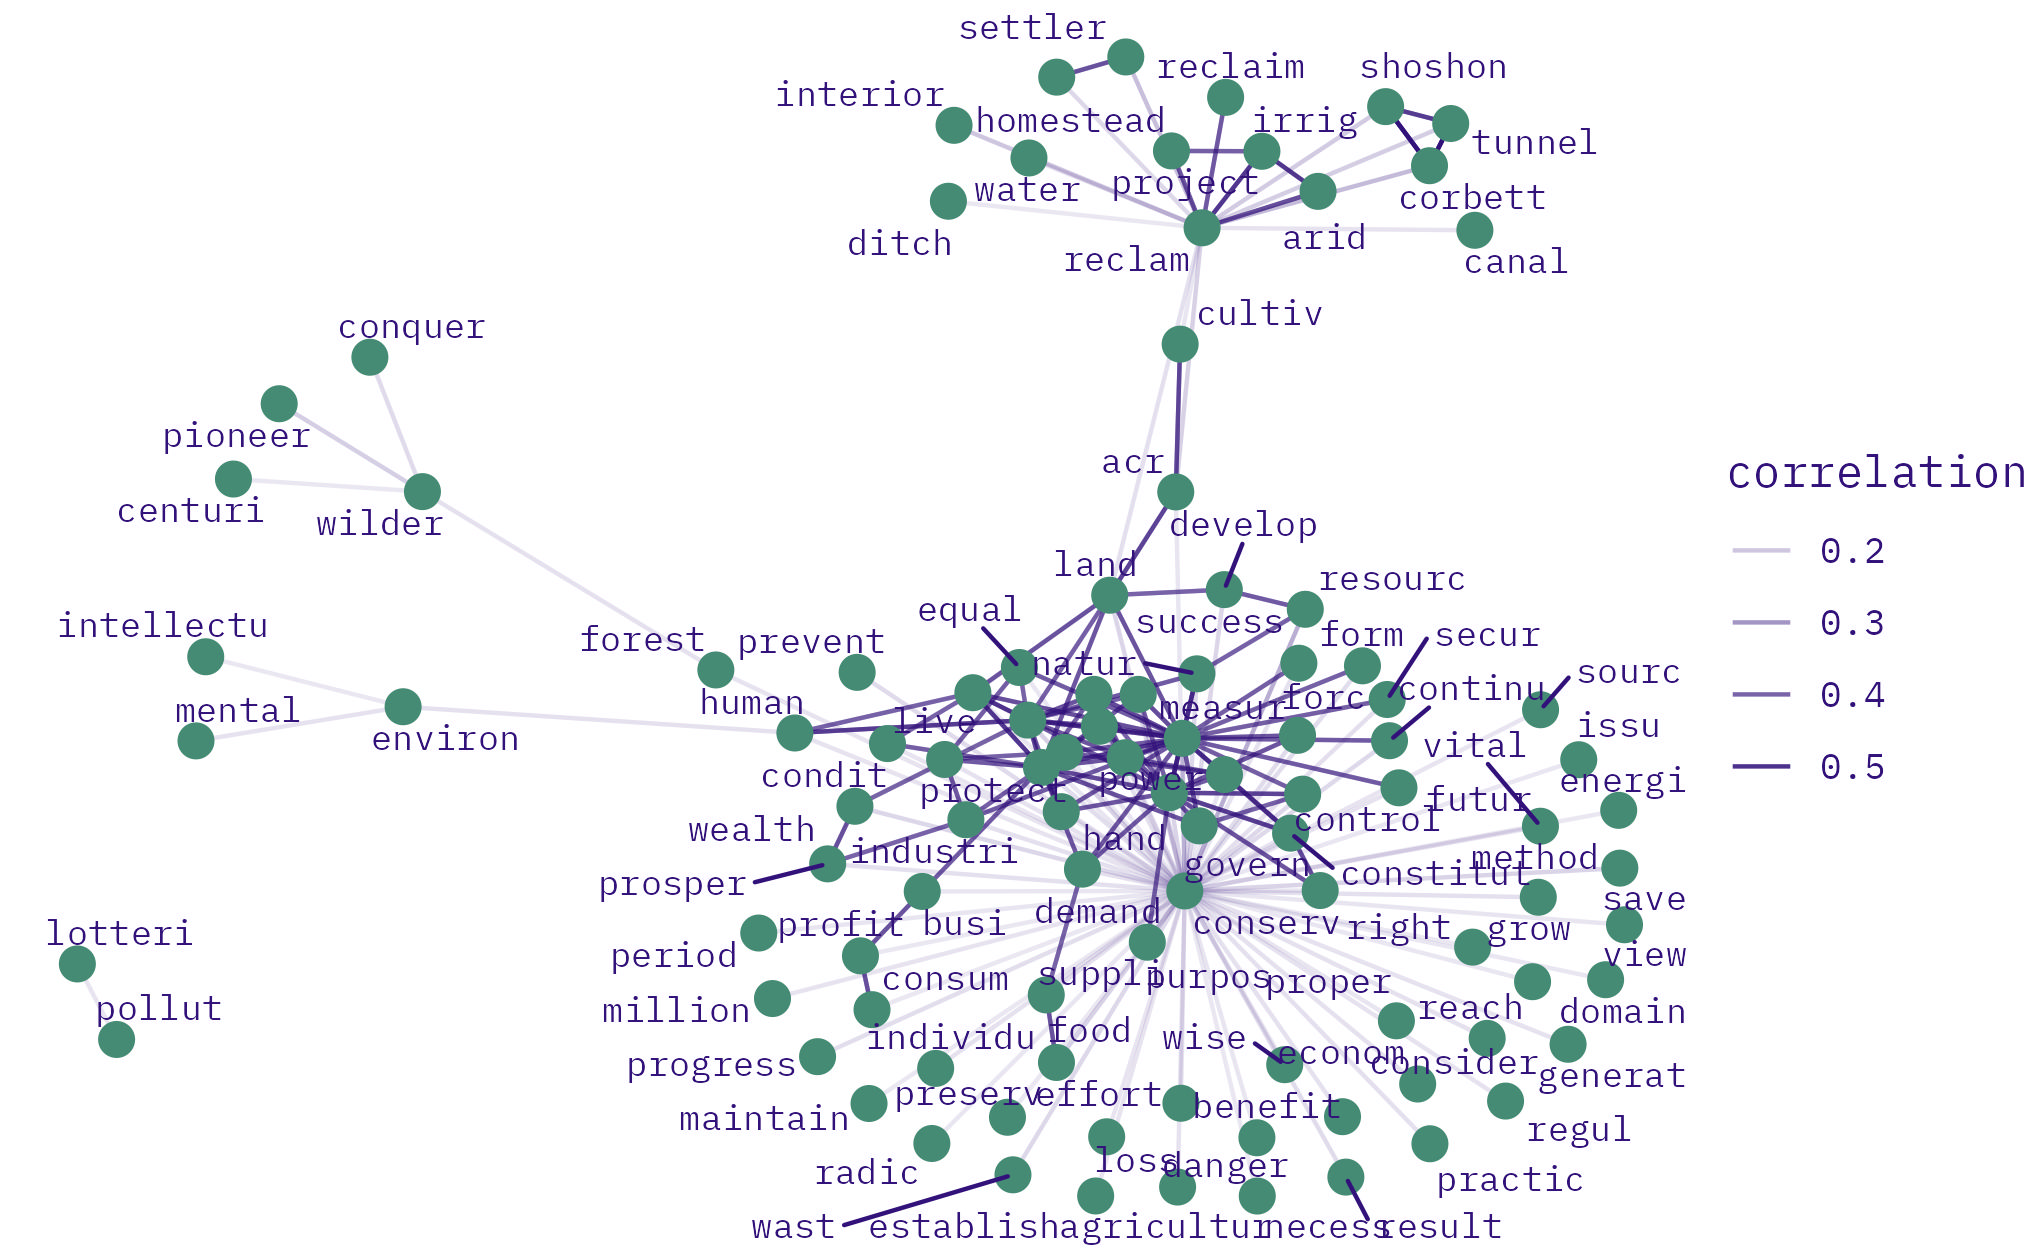 settler
reclaim
shoshon
interior
homestead
irrig
tunnel
water
project
corbett
ditch
arid
reclam
canal
cultiv
conquer
pioneer
acr
correlation
centuri
wilder
develop
0.2
land
resourc
equal
success
0.3
intellectu
forest
prevent
form
secur
natur
sourc
human
forc
continu
0.4
mental
live
measur
issu
environ
vital
condit
power
energi
0.5
protect
futur
wealth
control
industri
hand
method
prosper
govern
constitut
save
lotteri
profit
busi
demand
conserv
right
grow
period
view
consum
suppli
purpos
proper
pollut
million
reach
domain
individu
food
wise
econom
progress
consider
generat
preserv
effort
benefit
maintain
regul
radic
loss
danger
practic
wast
establish
agricultur
necess
result